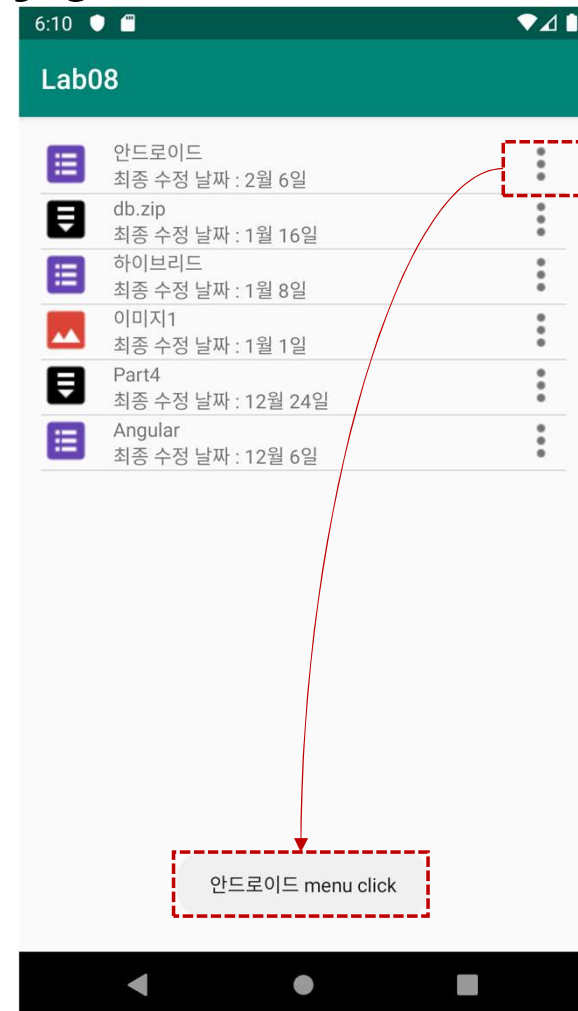 6:10
Lab08
안드로이드
최종 수정 날짜 : 2월 6일
db.zip
최종 수정 날짜 : 1월 16일
하이브리드
최종 수정 날짜 : 1월 8일
이미지1
최종 수정 날짜 : 1월 1일
Part4
최종 수정 날짜 : 12월 24일
Angular
최종 수정 날짜 : 12월 6일
안드로이드 menu click